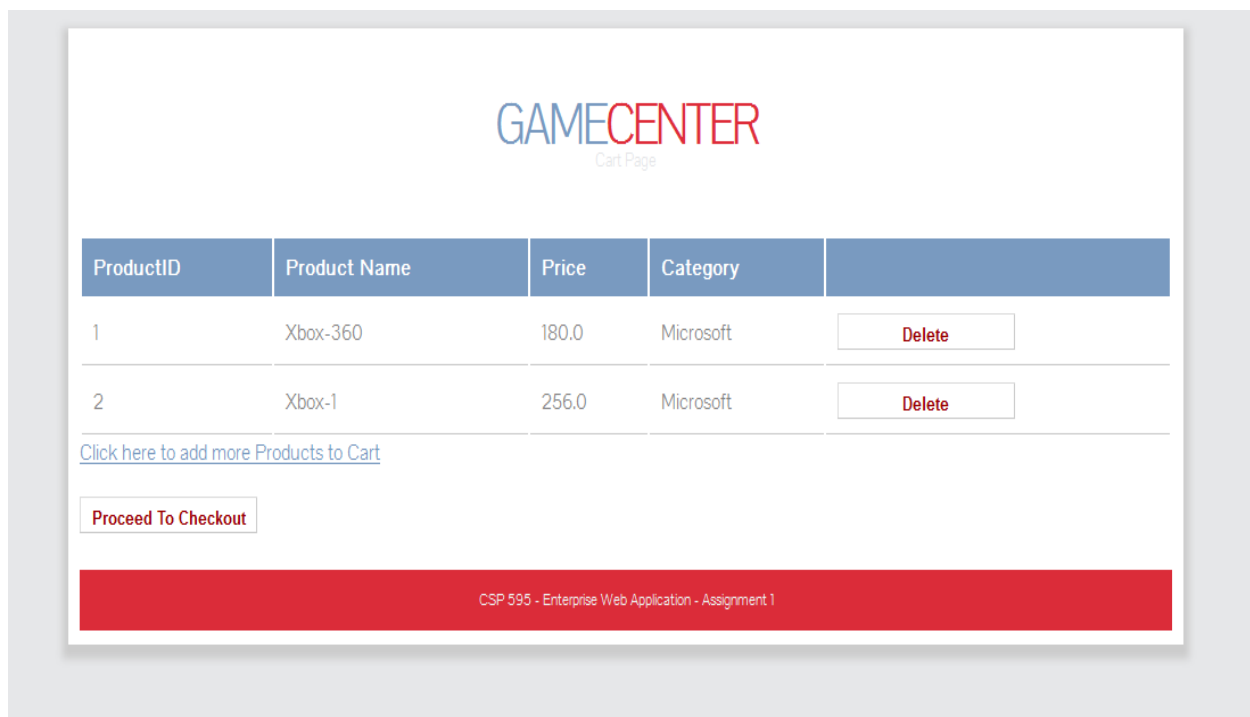 GAMECENTER
Cart Page
ProductID Product Name Price Category
1 Xbox-360 180.0 Microsoft Delete
2 Xbox-1 256.0 Microsoft Delete
Click here to add more Products to Cart
Proceed To Checkout
CSP 595 - Enterprise Web Application - Assignment 1